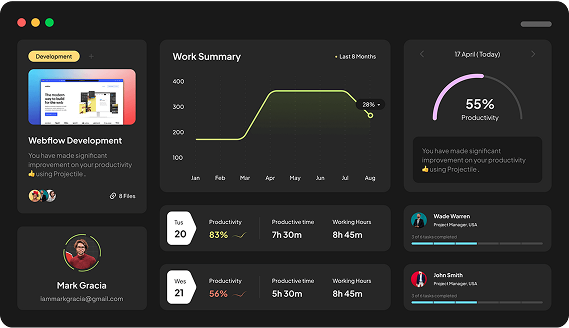 Development
+
The modern
way to build
for the web
Webflow Development
You have made significant
improvement on your productivity
👍using Projectile .
8 Files
Mark Gracia
Iammarkgracia@gmail.com
Work Summary
Last 8 Months
400
300
200
100
28%
Jan Feb Mar Apr May Jun Jul Aug
Tus
20
Productivity
83%
Productive time
7h 30m
Working Hours
8h 45m
Wes
21
Productivity
56%
Productive time
5h 30m
Working Hours
8h 45m
17 April ( Today)
55%
Productivity
You have made significant
improvement on your productivity
👍using Projectile .
Wade Warren
Project Manager, USA
3 of 6 tasks completed
John Smith
Project Manager, USA
3 of 6 tasks completed